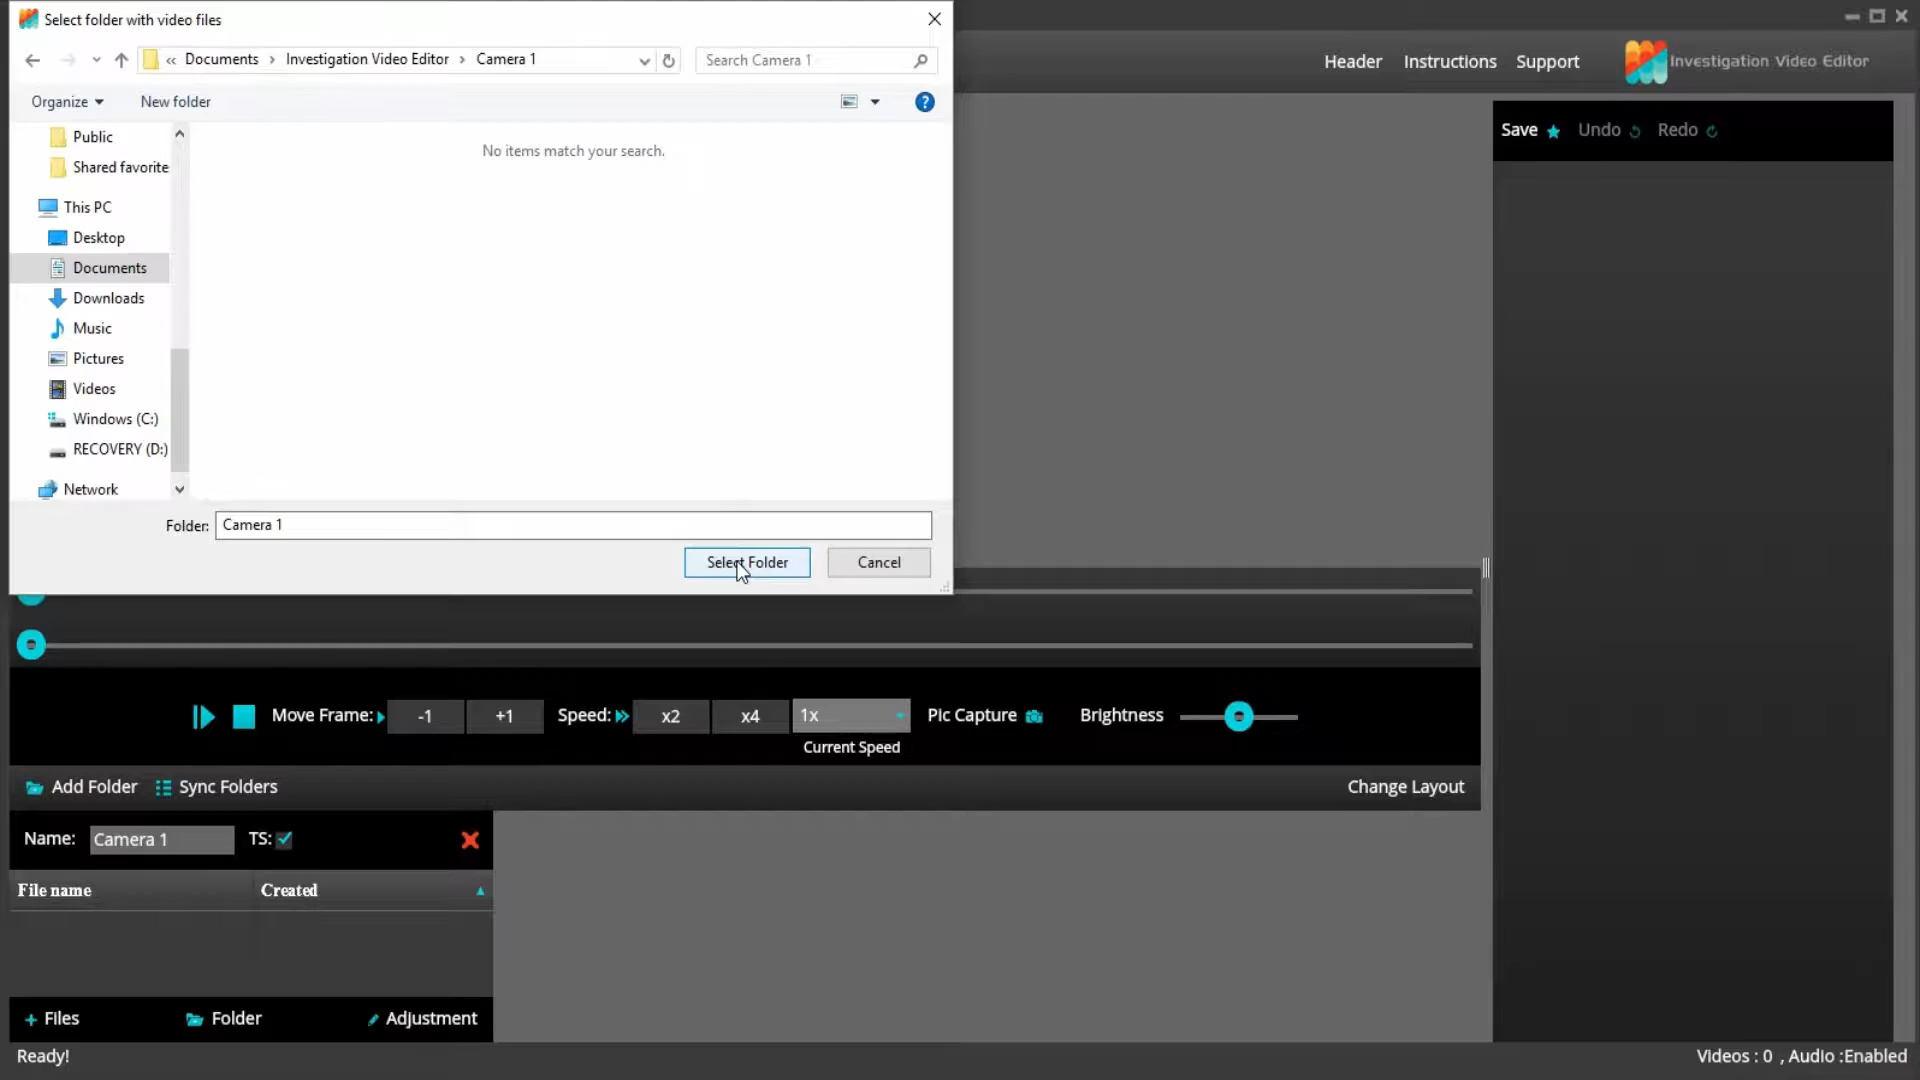 Select folder with video files
« Documents › Investigation Video Editor › Camera 1
Search Camera 1
Organize
New folder
?
Public
Shared favorite
This PC
Desktop
Documents
Downloads
Music
Pictures
Videos
Windows (C:)
RECOVERY (D:)
Network
No items match your search.
Folder: Camera 1
Select Folder
Cancel
Header
Instructions
Support
Investigation Video Editor
Save
Undo
Redo
Move Frame:
-1
+1
Speed:
x2
x4
1x
Current Speed
Pic Capture
Brightness
Add Folder
Sync Folders
Change Layout
Name: Camera 1
TS:
File name
Created
+ Files
Folder
Adjustment
Ready!
Videos : 0 , Audio :Enabled